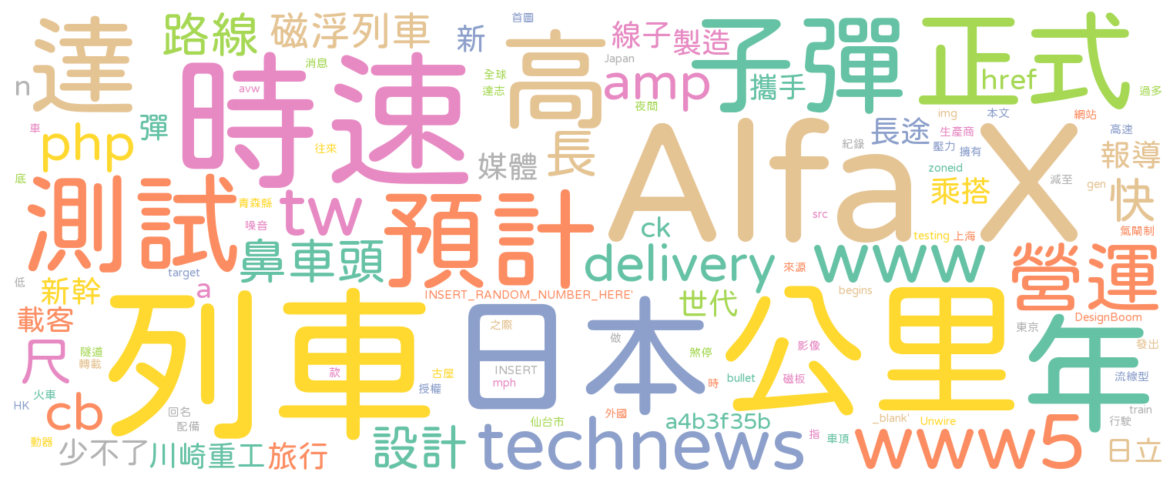 首圖
達
路線
磁浮列車
新
高
線子
製造
子彈
正式
n
消息
時速
avw
全球
達志
Japan
amp
攜手
夜間
href
過多
車
php
彈
往來
媒體
長
Alfa
X
紀錄
長途
img
本文
生產商
壓力
擁有
網站
高速
報導
底
測試
青森縣
噪音
tw
預計
src
ck
zoneid
乘搭
減至
gen
快
氣閘制
鼻車頭
target
delivery
testing
上海
來源
www
營運
低
新幹
a
INSERT_RANDOM_NUMBER_HERE'
世代
begins
載客
列車
日本
之際
做
公里
東京
DesignBoom
年
發出
尺
隧道
轉載
款
INSERT
mph
煞停
影像
bullet
磁板
時
流線型
train
火車
HK
古屋
授權
cb
回名
配備
仙台市
外國
a4b3f35b
_blank'
Unwire
行駛
動器
少不了
川崎重工
旅行
設計
technews
指
車頂
www5
日立